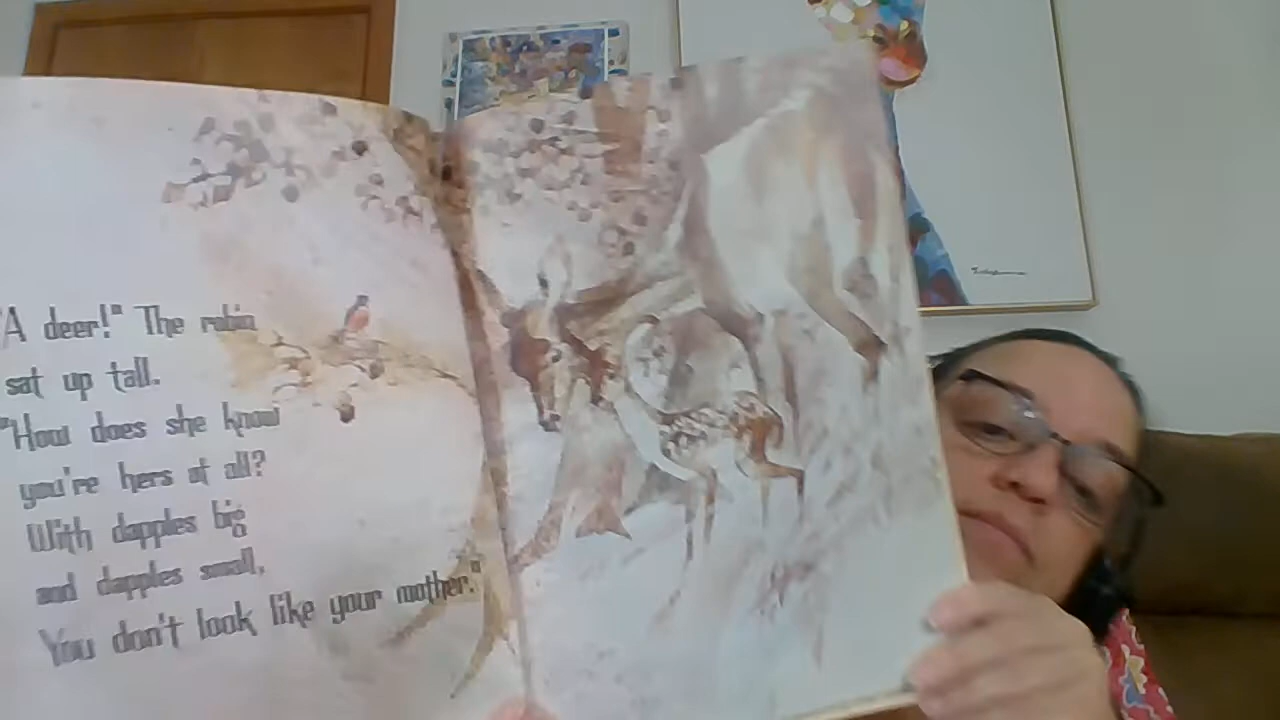 "A deer!" The robin
sat up tall.
"How does she know
you're hers at all?
With dapples big
and dapples small,
You don't look like your mother."